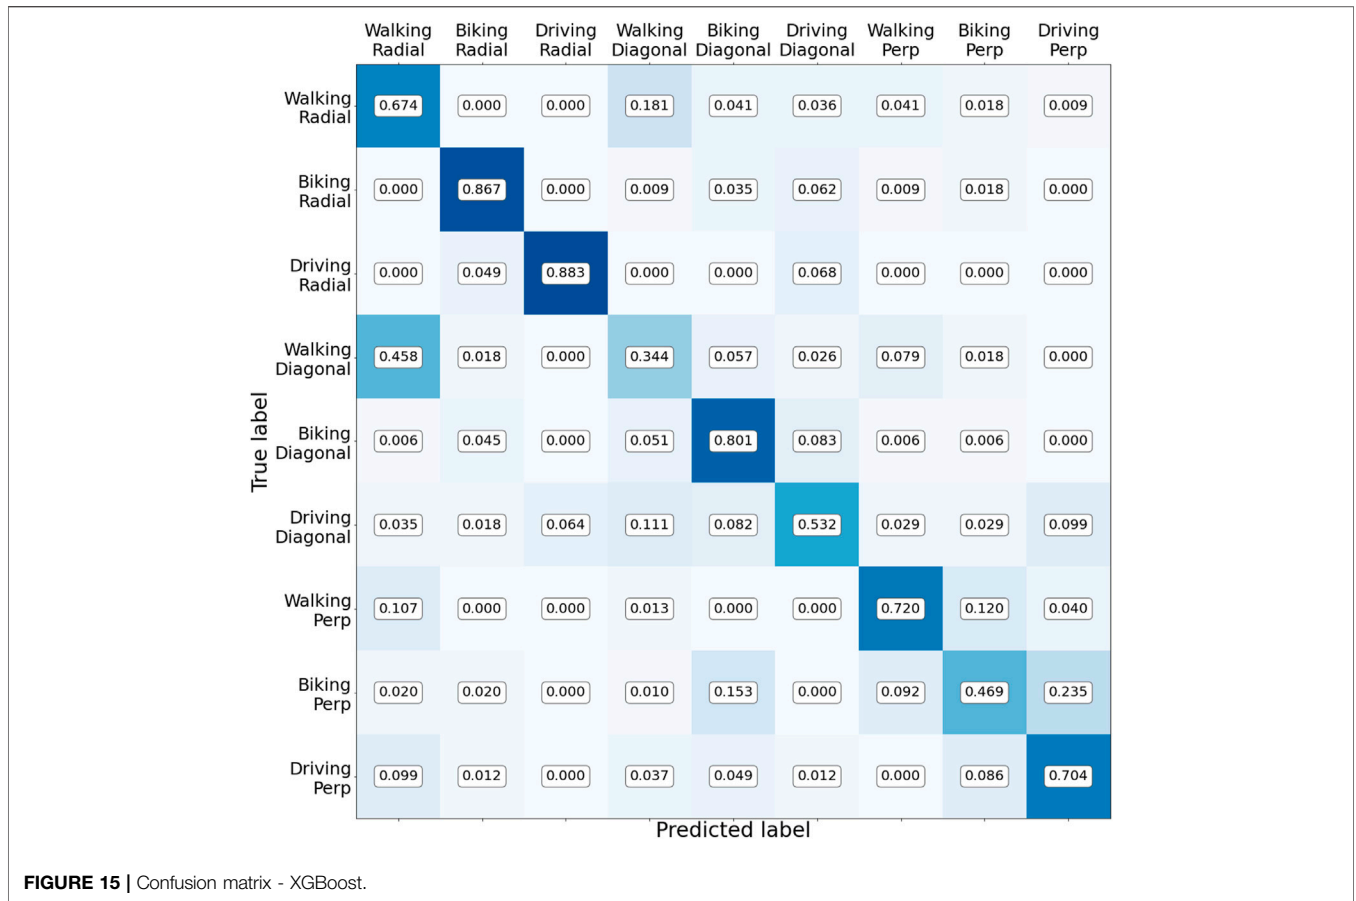 Walking Biking Driving Walking Biking Driving Walking Biking Driving
Radial Radial Radial Diagonal Diagonal Diagonal Perp Perp Perp
Walking
Radial
0.674 0.000 0.000 0.181 0.041 0.036 0.041 0.018 0.009
Biking
Radial
0.000 0.867 0.000 0.009 0.035 0.062 0.009 0.018 0.000
Driving
Radial
0.000 0.049 0.883 0.000 0.000 0.068 0.000 0.000 0.000
Walking
Diagonal
0.458 0.018 0.000 0.344 0.057 0.026 0.079 0.018 0.000
True label
Biking
Diagonal
0.006 0.045 0.000 0.051 0.801 0.083 0.006 0.006 0.000
Driving
Diagonal
0.035 0.018 0.064 0.111 0.082 0.532 0.029 0.029 0.099
Walking
Perp
0.107 0.000 0.000 0.013 0.000 0.000 0.720 0.120 0.040
Biking
Perp
0.020 0.020 0.000 0.010 0.153 0.000 0.092 0.469 0.235
Driving
Perp
0.099 0.012 0.000 0.037 0.049 0.012 0.000 0.086 0.704
Predicted label
FIGURE 15 | Confusion matrix - XGBoost.